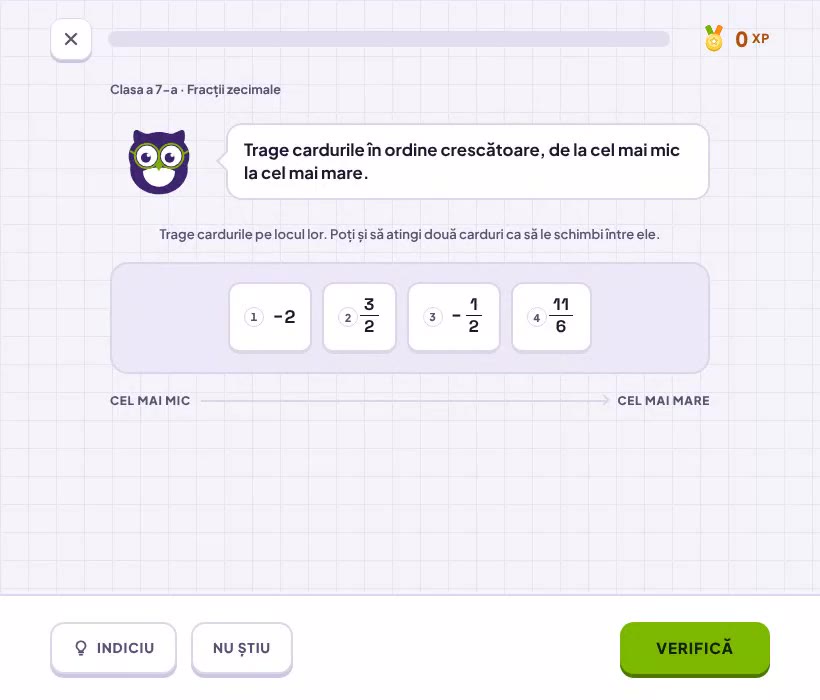 0 XP
Clasa a 7-a · Fracții zecimale
Trage cardurile în ordine crescătoare, de la cel mai mic
la cel mai mare.
Trage cardurile pe locul lor. Poți și să atingi două carduri ca să le schimbi între ele.
1 -2 2 3/2 3 -1/2 4 11/6
CEL MAI MIC CEL MAI MARE
INDICIU NU ȘTIU VERIFICĂ